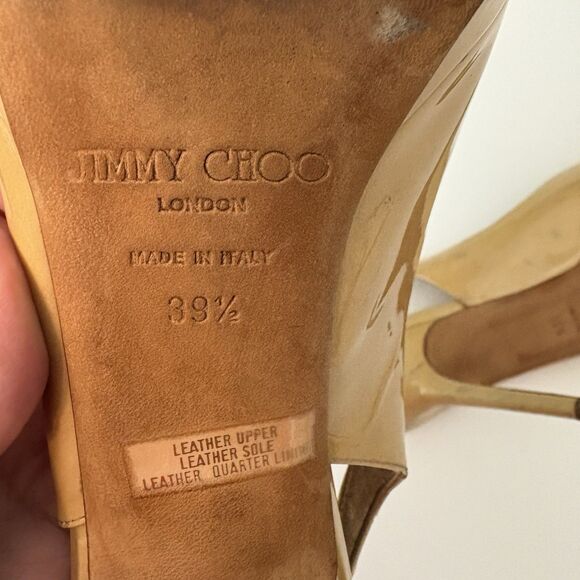 JIMMY CHOO
LONDON
MADE IN ITALY
39½
LEATHER UPPER
LEATHER SOLE
LEATHER QUARTER LINING